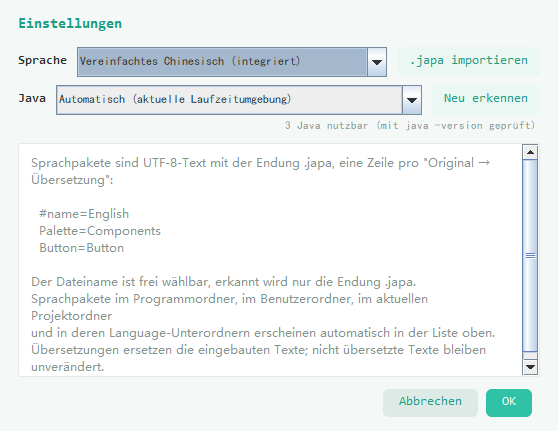 Einstellungen
Sprache Vereinfachtes Chinesisch (integriert) .japa importieren
Java Automatisch (aktuelle Laufzeitumgebung) Neu erkennen
3 Java nutzbar (mit java -version geprüft)
Sprachpakete sind UTF-8-Text mit der Endung .japa, eine Zeile pro "Original →
Übersetzung":
#name=English
Palette=Components
Button=Button
Der Dateiname ist frei wählbar, erkannt wird nur die Endung .japa.
Sprachpakete im Programmordner, im Benutzerordner, im aktuellen
Projektordner
und in deren Language-Unterordnern erscheinen automatisch in der Liste oben.
Übersetzungen ersetzen die eingebauten Texte; nicht übersetzte Texte bleiben
unverändert.
Abbrechen OK